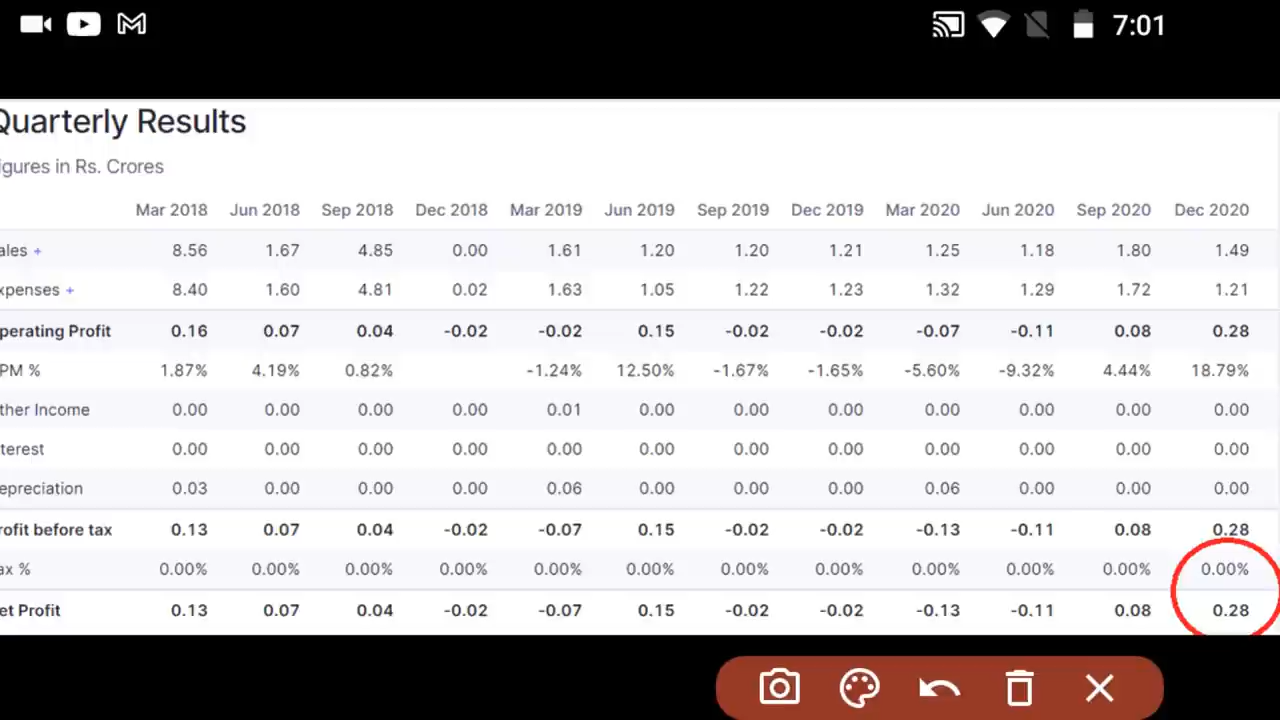 7:01
Quarterly Results
igures in Rs. Crores
Mar 2018 Jun 2018 Sep 2018 Dec 2018 Mar 2019 Jun 2019 Sep 2019 Dec 2019 Mar 2020 Jun 2020 Sep 2020 Dec 2020
ales + 8.56 1.67 4.85 0.00 1.61 1.20 1.20 1.21 1.25 1.18 1.80 1.49
xpenses + 8.40 1.60 4.81 0.02 1.63 1.05 1.22 1.23 1.32 1.29 1.72 1.21
perating Profit 0.16 0.07 0.04 -0.02 -0.02 0.15 -0.02 -0.02 -0.07 -0.11 0.08 0.28
PM % 1.87% 4.19% 0.82% -1.24% 12.50% -1.67% -1.65% -5.60% -9.32% 4.44% 18.79%
ther Income 0.00 0.00 0.00 0.00 0.01 0.00 0.00 0.00 0.00 0.00 0.00 0.00
terest 0.00 0.00 0.00 0.00 0.00 0.00 0.00 0.00 0.00 0.00 0.00 0.00
epreciation 0.03 0.00 0.00 0.00 0.06 0.00 0.00 0.00 0.06 0.00 0.00 0.00
rofit before tax 0.13 0.07 0.04 -0.02 -0.07 0.15 -0.02 -0.02 -0.13 -0.11 0.08 0.28
ax % 0.00% 0.00% 0.00% 0.00% 0.00% 0.00% 0.00% 0.00% 0.00% 0.00% 0.00% 0.00%
et Profit 0.13 0.07 0.04 -0.02 -0.07 0.15 -0.02 -0.02 -0.13 -0.11 0.08 0.28